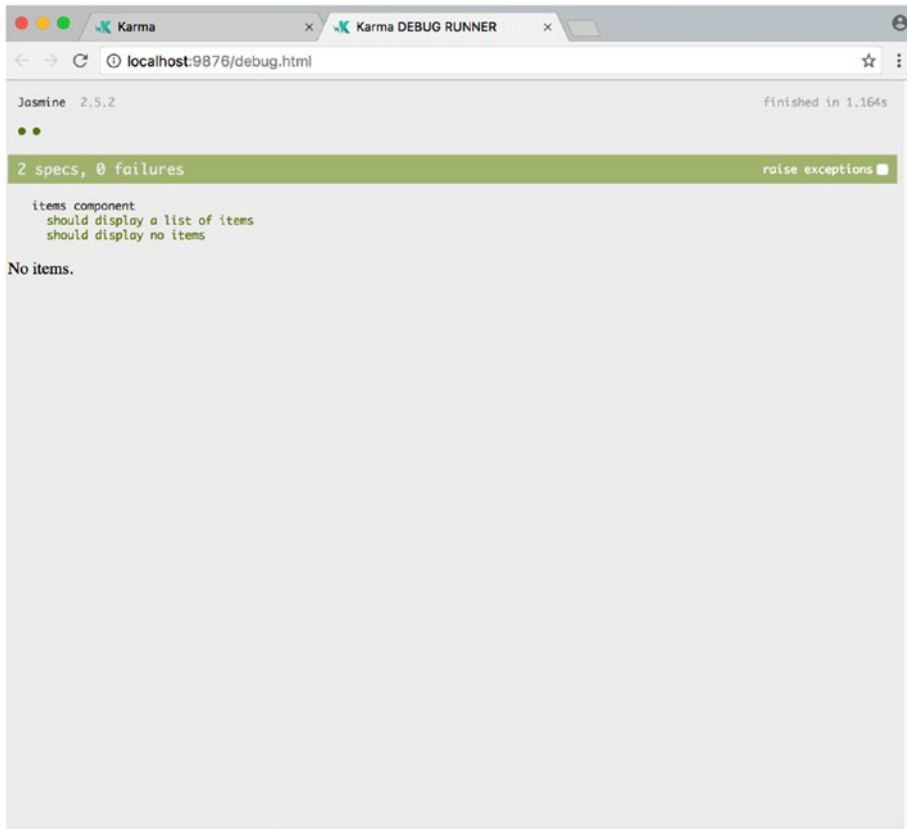 Karma
Karma DEBUG RUNNER
localhost:9876/debug.html
Jasmine 2.5.2
finished in 1.164s
2 specs, 0 failures
raise exceptions
items component
should display a list of items
should display no items
No items.